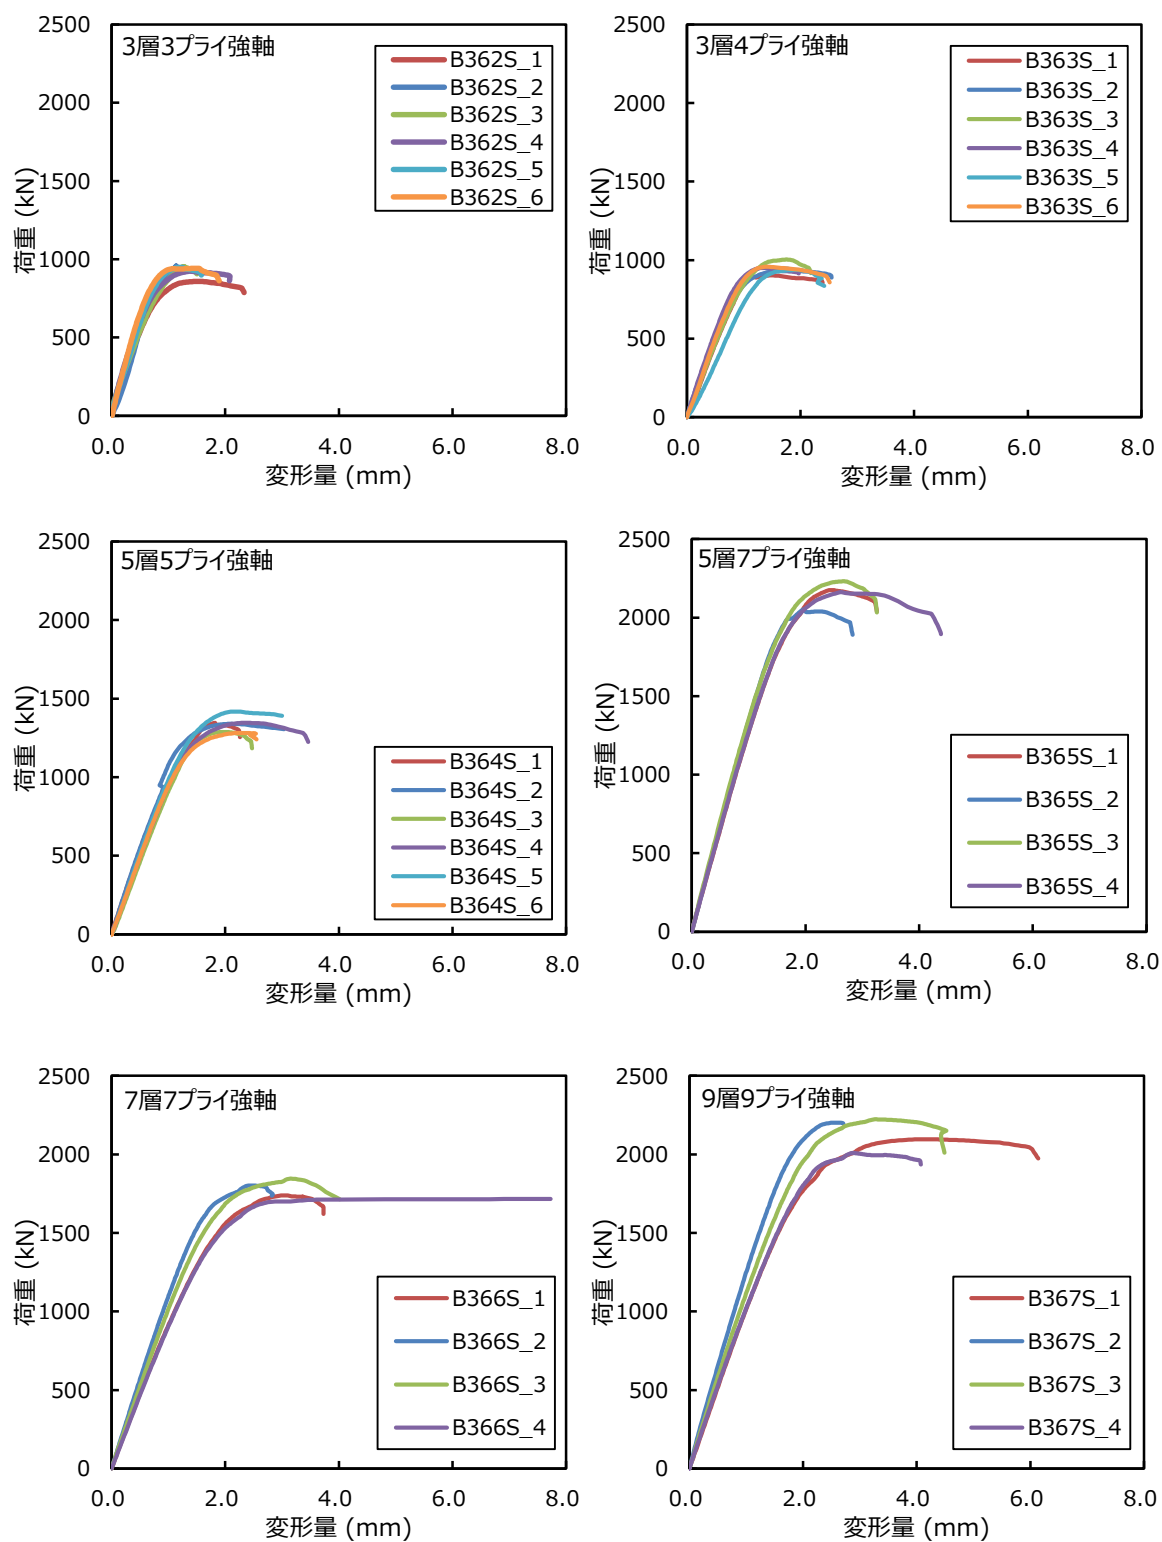 3層3プライ強軸
荷重 (kN)
2500
2000
1500
1000
500
0
B362S_1
B362S_2
B362S_3
B362S_4
B362S_5
B362S_6
0.0 2.0 4.0 6.0 8.0
変形量 (mm)
3層4プライ強軸
荷重 (kN)
2500
2000
1500
1000
500
0
B363S_1
B363S_2
B363S_3
B363S_4
B363S_5
B363S_6
0.0 2.0 4.0 6.0 8.0
変形量 (mm)
5層5プライ強軸
荷重 (kN)
2500
2000
1500
1000
500
0
B364S_1
B364S_2
B364S_3
B364S_4
B364S_5
B364S_6
0.0 2.0 4.0 6.0 8.0
変形量 (mm)
5層7プライ強軸
荷重 (kN)
2500
2000
1500
1000
500
0
B365S_1
B365S_2
B365S_3
B365S_4
0.0 2.0 4.0 6.0 8.0
変形量 (mm)
7層7プライ強軸
荷重 (kN)
2500
2000
1500
1000
500
0
B366S_1
B366S_2
B366S_3
B366S_4
0.0 2.0 4.0 6.0 8.0
変形量 (mm)
9層9プライ強軸
荷重 (kN)
2500
2000
1500
1000
500
0
B367S_1
B367S_2
B367S_3
B367S_4
0.0 2.0 4.0 6.0 8.0
変形量 (mm)